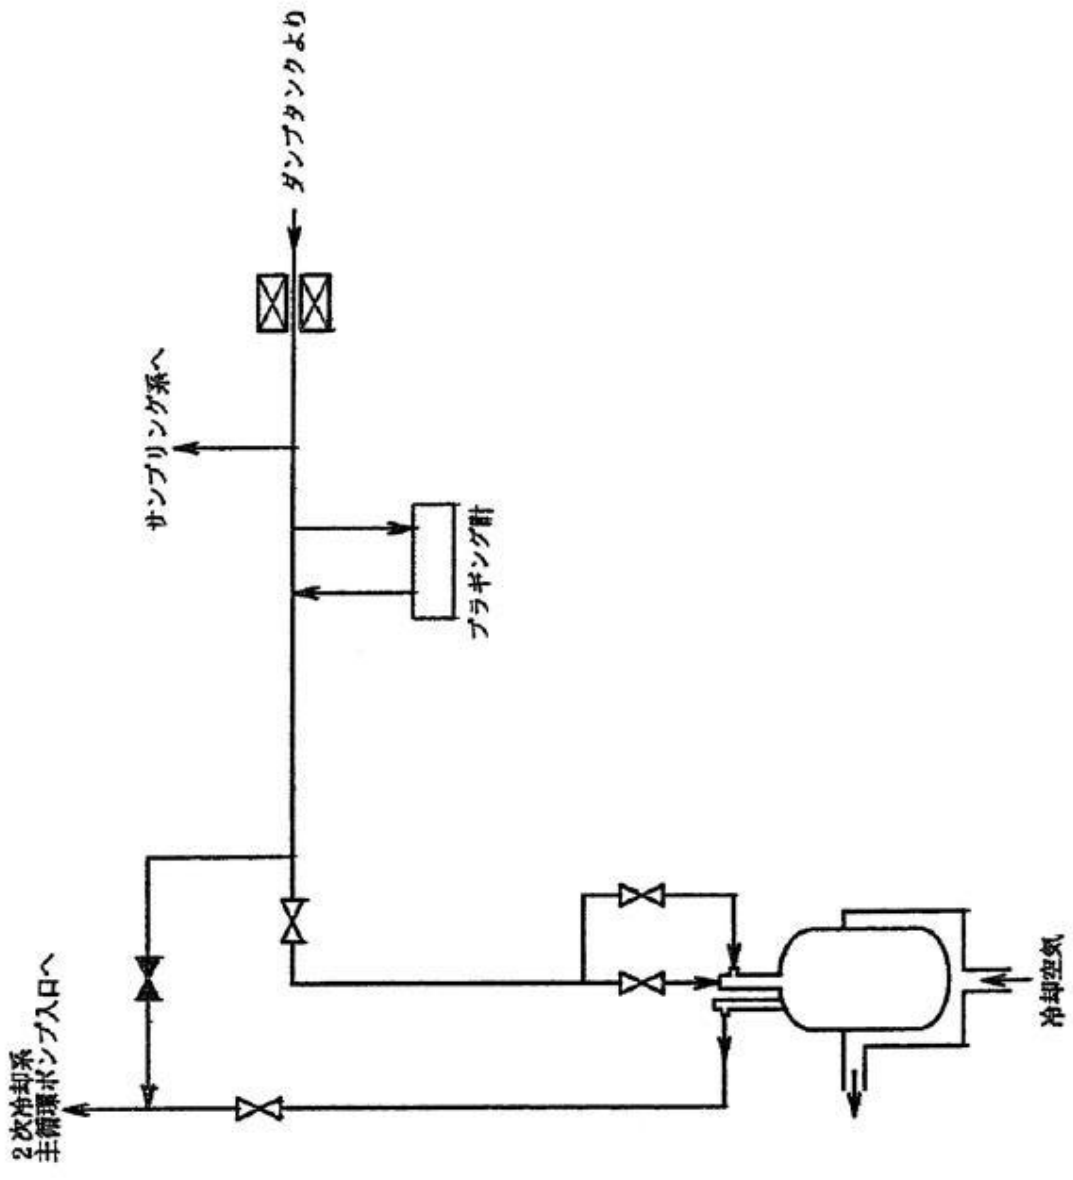 ダンプタンクより
サンプリング系へ
プラギング計
2次冷却系
主循環ポンプ入口へ
冷却空気